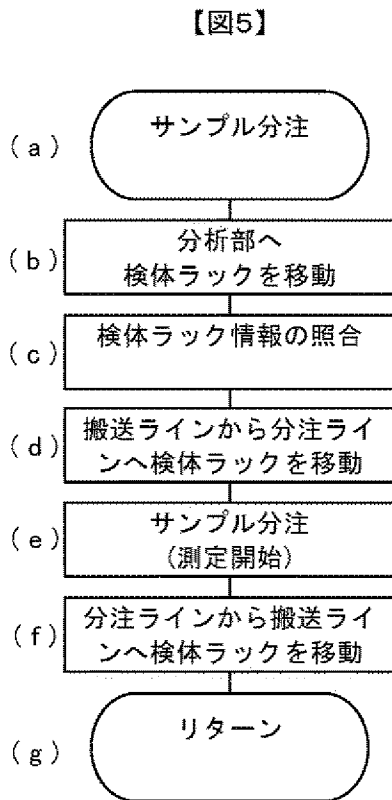 【図5】
(a) サンプル分注
(b) 分析部へ
検体ラックを移動
(c) 検体ラック情報の照合
(d) 搬送ラインから分注ライ
ンへ検体ラックを移動
(e) サンプル分注
(測定開始)
(f) 分注ラインから搬送ライ
ンへ検体ラックを移動
(g) リターン